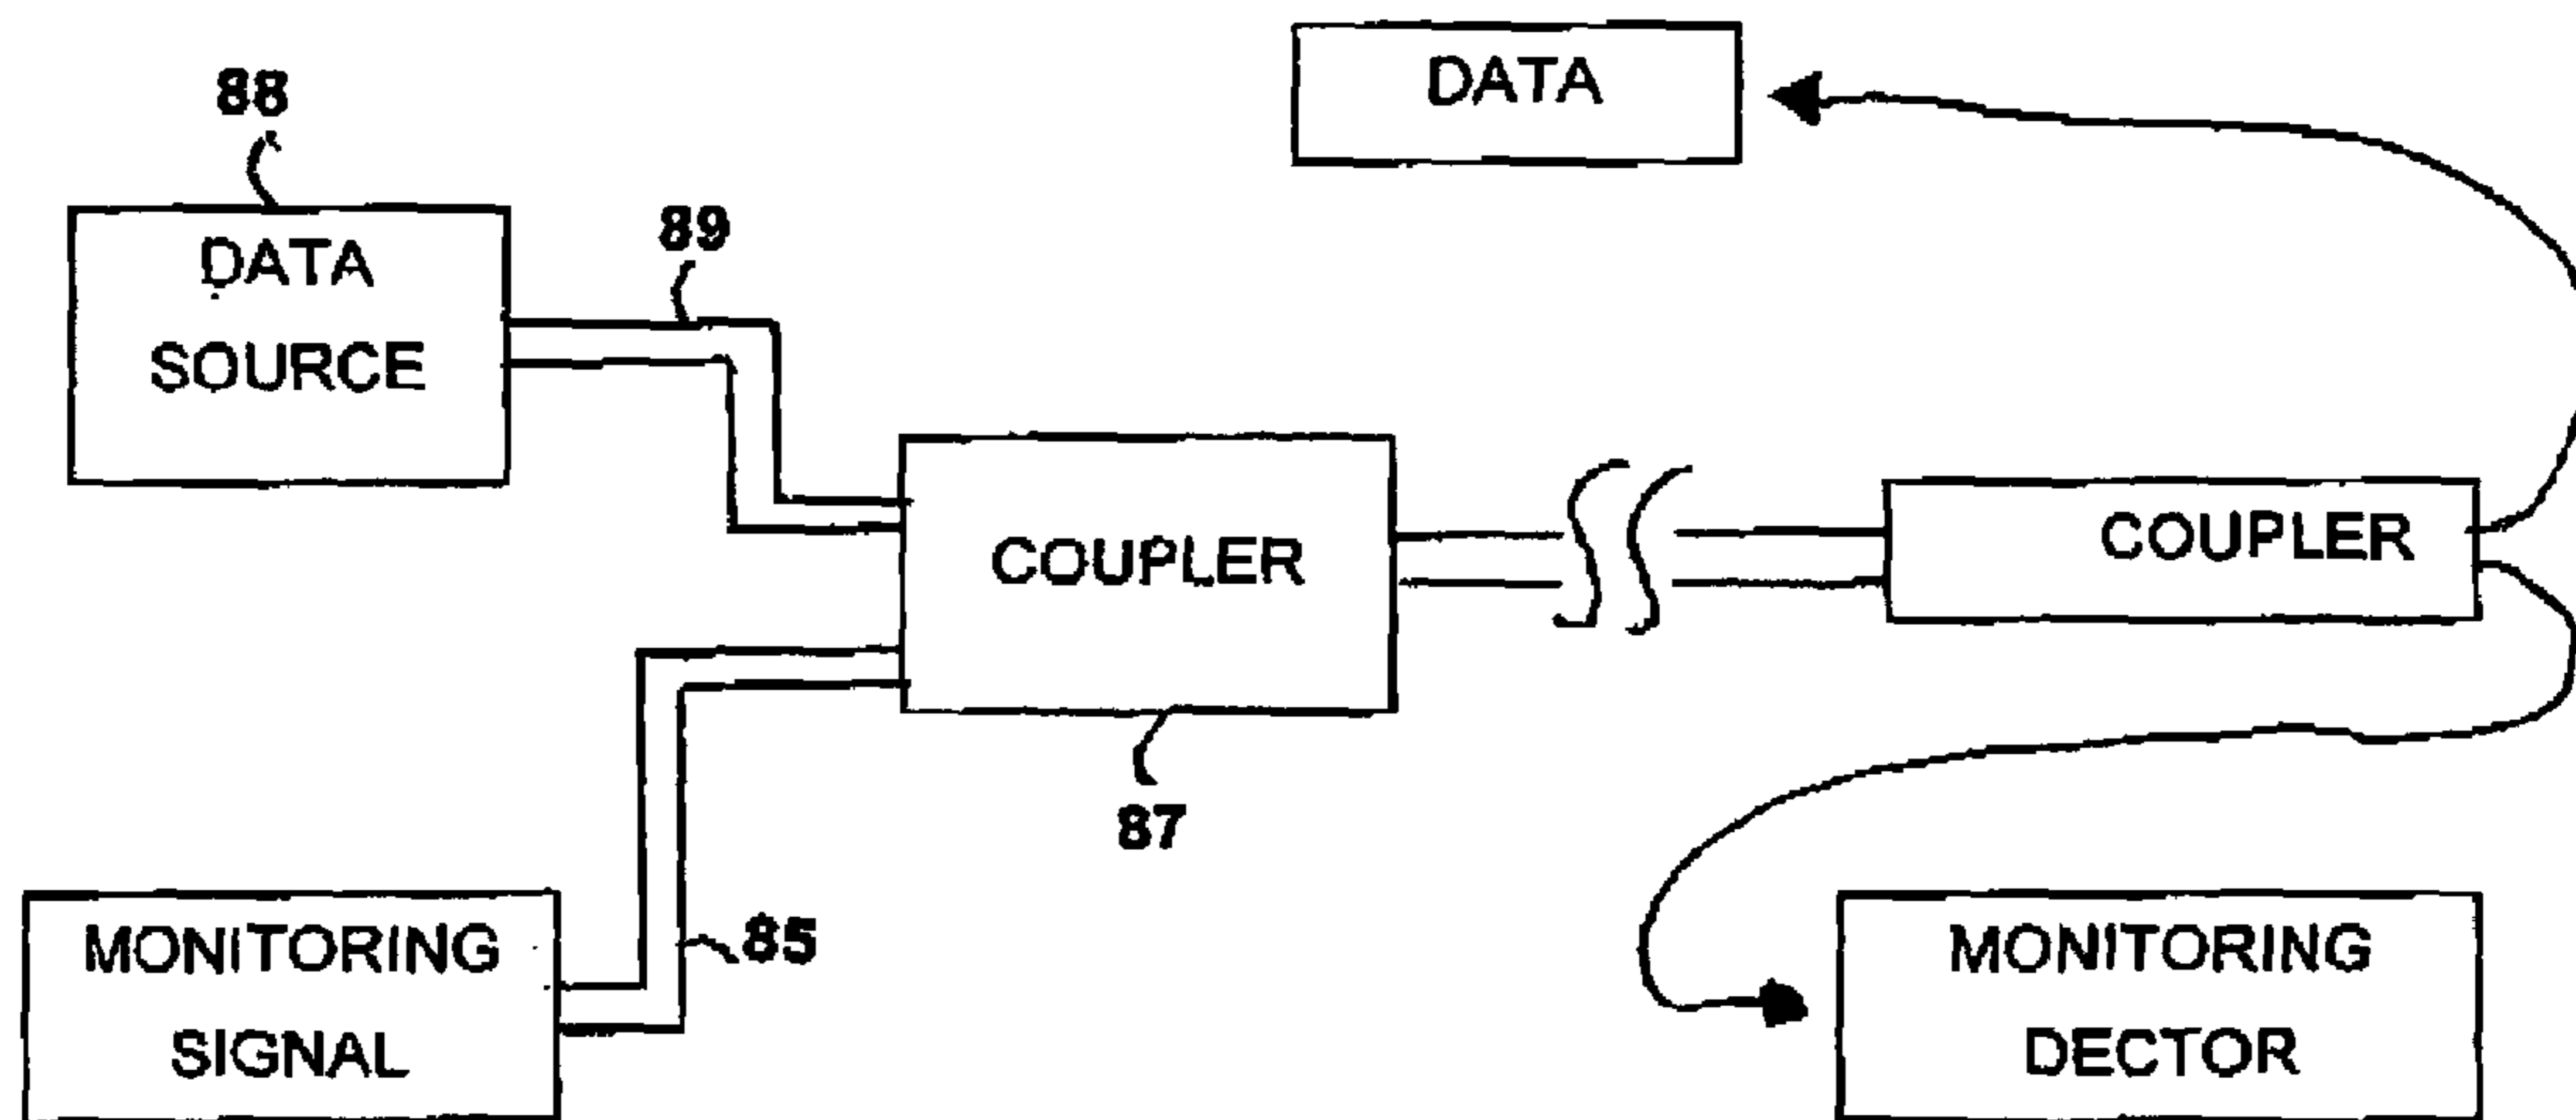 DATA
88
DATA
SOURCE
89
COUPLER
COUPLER
87
85
MONITORING
SIGNAL
MONITORING
DECTOR